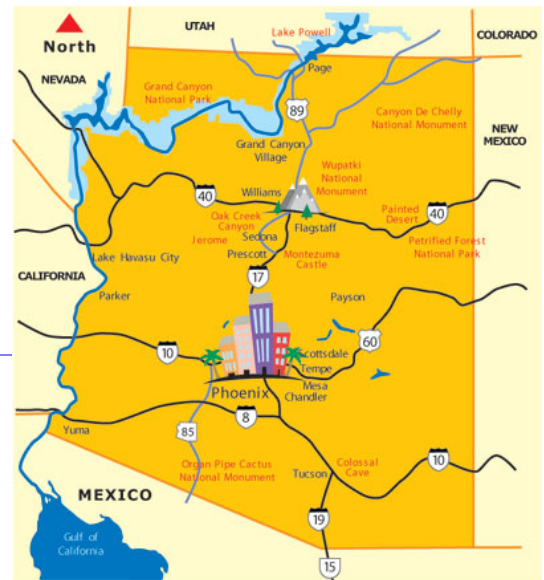 UTAH
Lake Powell
COLORADO
North
NEVADA
Page
Grand Canyon
National Park
89
Canyon De Chelly
National Monument
NEW
MEXICO
Grand Canyon
Village
Wupatki
National
Monument
Williams
40
Oak Creek
Canyon
Painted
Desert
40
Jerome
Sedona
Flagstaff
Petrified Forest
National Park
Prescott
Montezuma
Castle
Lake Havasu City
CALIFORNIA
17
Parker
Payson
10
60
Scottsdale
Tempe
Mesa
Chandler
Phoenix
8
Yuma
85
Organ Pipe Cactus
National Monument
Tucson
Colossal
Cave
10
MEXICO
19
Gulf of
California
15